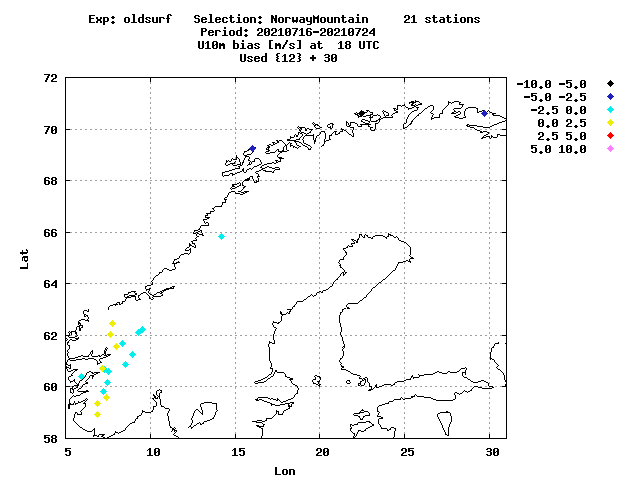 Exp: oldsurf   Selection: NorwayMountain     21 stations
Period: 20210716-20210724
U10m bias [m/s] at  18 UTC
Used {12} + 30
-10.0 -5.0
-5.0 -2.5
-2.5 0.0
0.0 2.5
2.5 5.0
5.0 10.0
72
70
68
66
64
62
60
58
Lat
5 10 15 20 25 30
Lon